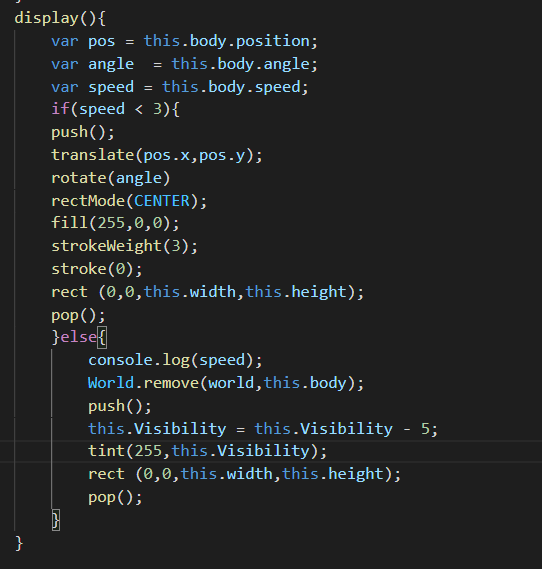 display(){
var pos = this.body.position;
var angle  = this.body.angle;
var speed = this.body.speed;
if(speed < 3){
push();
translate(pos.x,pos.y);
rotate(angle)
rectMode(CENTER);
fill(255,0,0);
strokeWeight(3);
stroke(0);
rect (0,0,this.width,this.height);
pop();
}else{
console.log(speed);
World.remove(world,this.body);
push();
this.Visibility = this.Visibility - 5;
tint(255,this.Visibility);
rect (0,0,this.width,this.height);
pop();
}
}